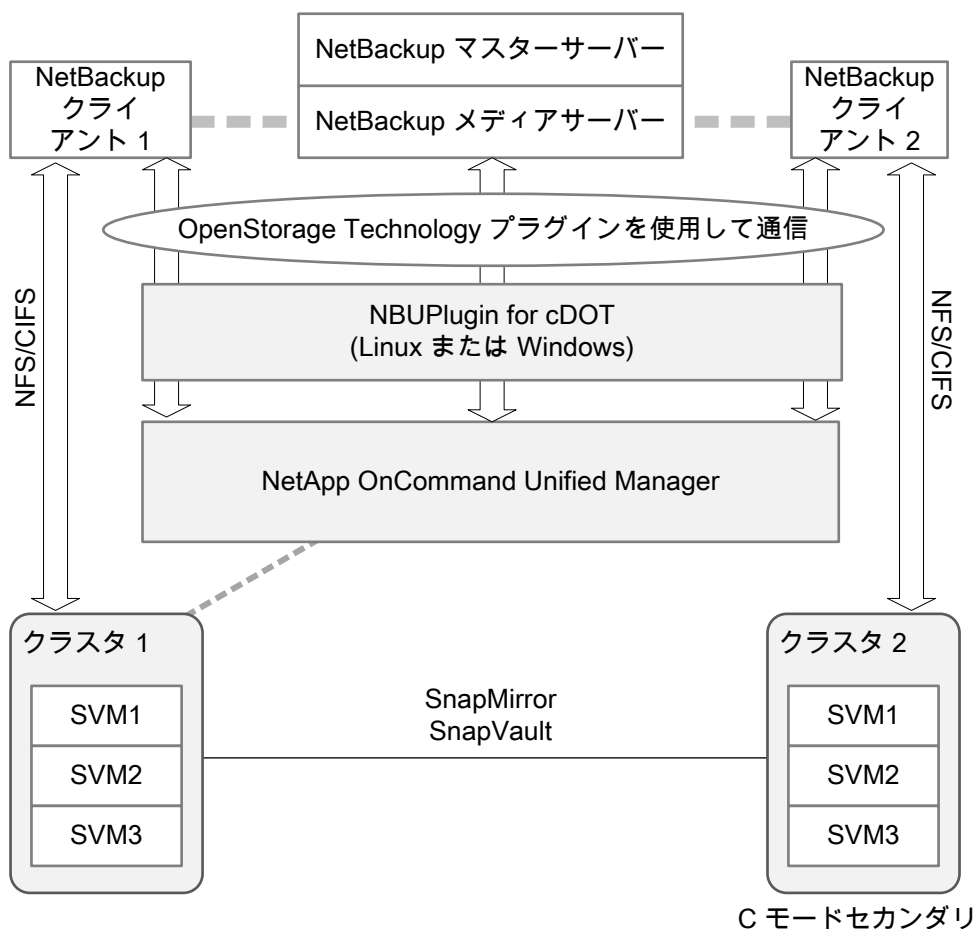 NetBackup マスターサーバー
NetBackup メディアサーバー
NetBackup
クライ
アント 1
NetBackup
クライ
アント 2
OpenStorage Technology プラグインを使用して通信
NBUPlugin for cDOT
(Linux または Windows)
NFS/CIFS
NFS/CIFS
NetApp OnCommand Unified Manager
クラスタ 1
SVM1
SVM2
SVM3
SnapMirror
SnapVault
クラスタ 2
SVM1
SVM2
SVM3
C モードセカンダリ